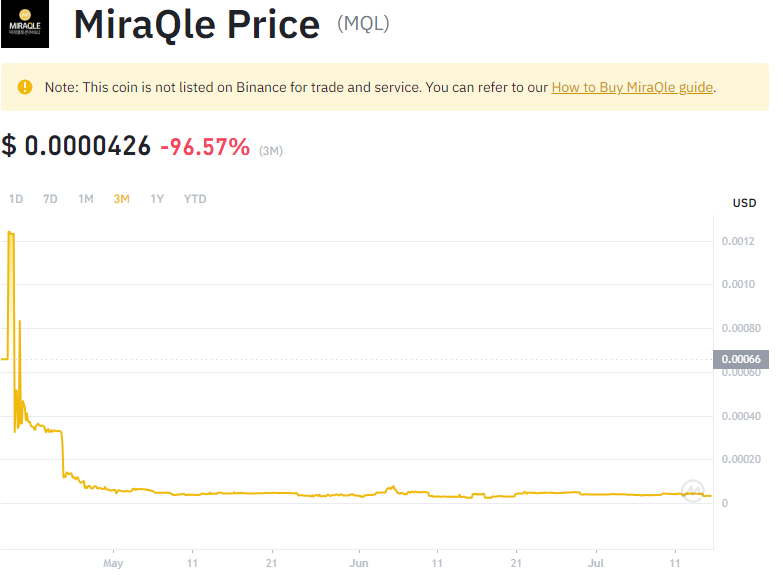 MiraQle Price (MQL)
MIRAQLE
Note: This coin is not listed on Binance for trade and service. You can refer to our How to Buy MiraQle guide.
$ 0.0000426 -96.57% (3M)
1D 7D 1M 3M 1Y YTD
USD
0.0012
0.0010
0.00080
0.00066
0.00060
0.00040
0.00020
0
May 11 21 Jun 11 21 Jul 11